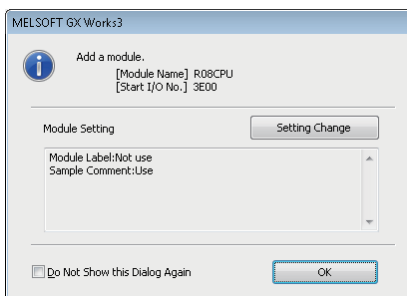 MELSOFT GX Works3
Add a module.
[Module Name] R08CPU
[Start I/O No.] 3E00
Module Setting
Setting Change
Module Label:Not use
Sample Comment:Use
Do Not Show this Dialog Again
OK